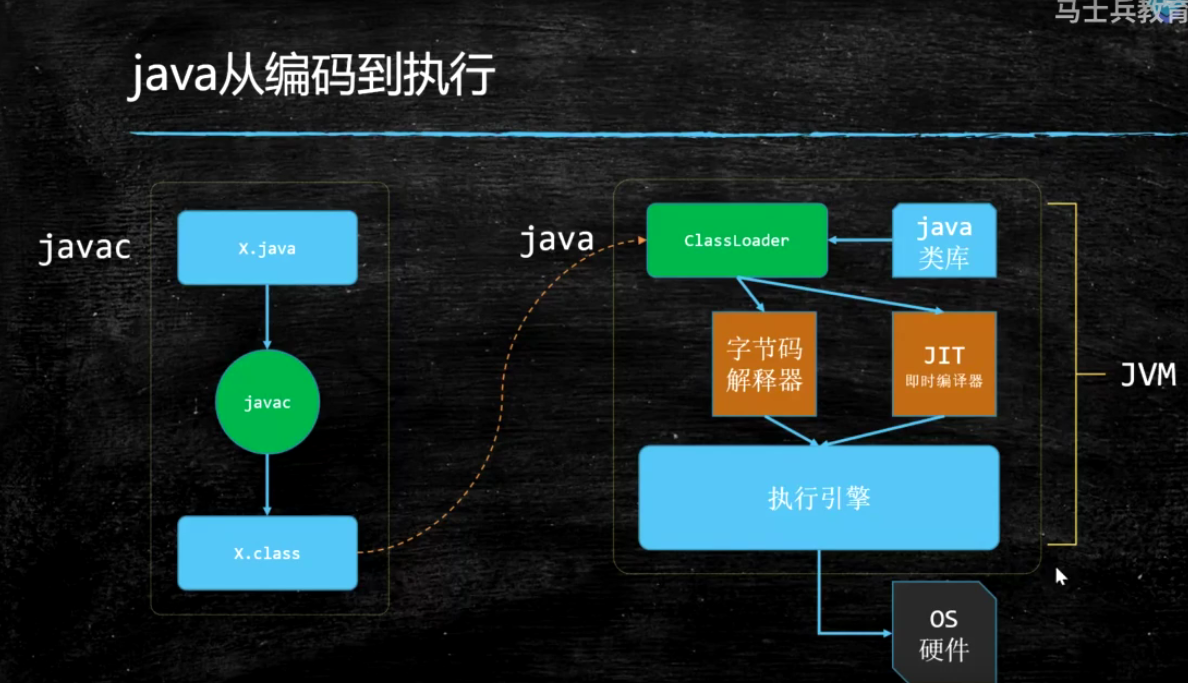 马士兵教育
java从编码到执行
javac
X.java
javac
X.class
java
ClassLoader
java
类库
字节码
解释器
JIT
即时编译器
执行引擎
JVM
OS
硬件